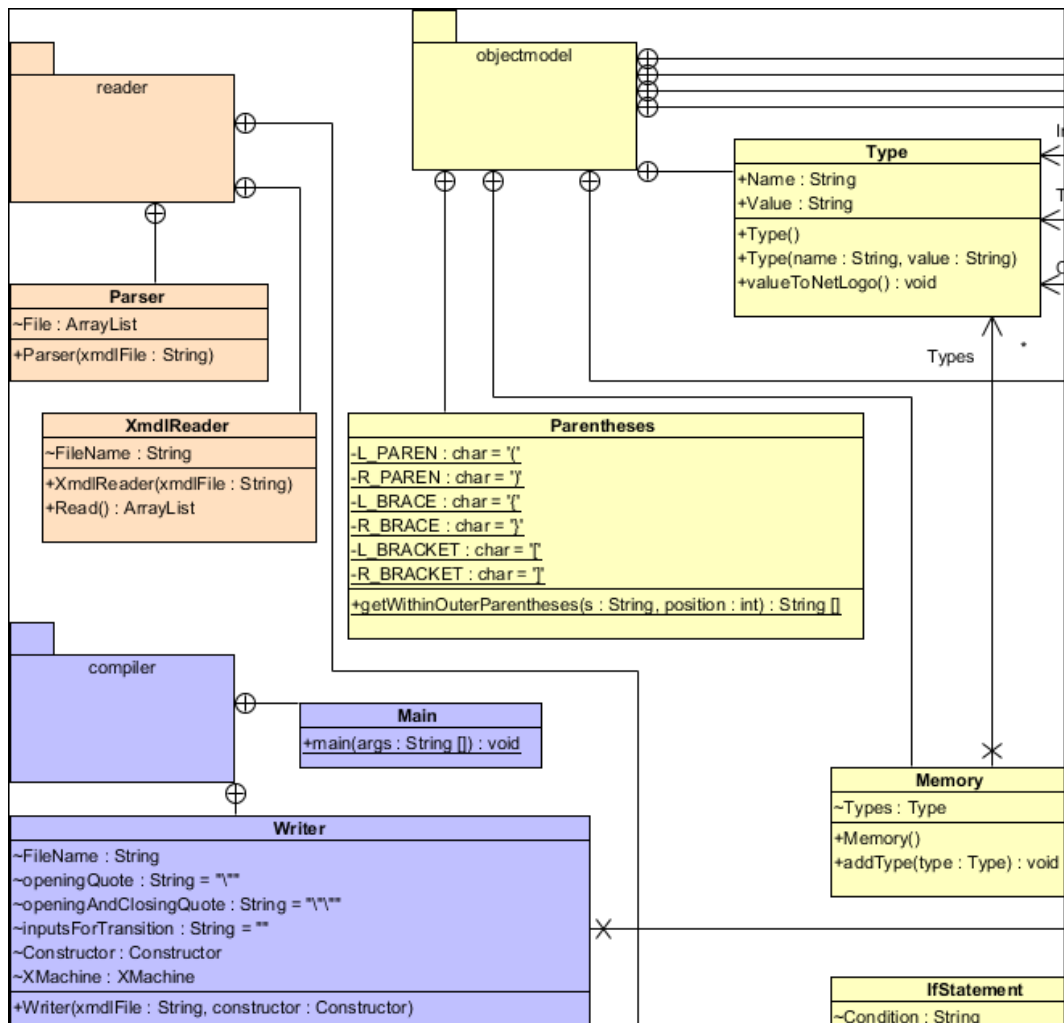 objectmodel
reader
Type
+Name : String
+Value : String
+Type()
+Type(name : String, value : String)
+valueToNetLogo() : void
Parser
~File : ArrayList
+Parser(xmdlFile : String)
Types
*
XmdlReader
~FileName : String
+XmdlReader(xmdlFile : String)
+Read() : ArrayList
Parentheses
-L_PAREN : char = '('
-R_PAREN : char = ')'
-L_BRACE : char = '{'
-R_BRACE : char = '}'
-L_BRACKET : char = '['
-R_BRACKET : char = ']'
+getWithinOuterParentheses(s : String, position : int) : String []
compiler
Main
+main(args : String []) : void
Memory
~Types : Type
+Memory()
+addType(type : Type) : void
Writer
~FileName : String
~openingQuote : String = "\""
~openingAndClosingQuote : String = "\"\""
~inputsForTransition : String = ""
~Constructor : Constructor
~XMachine : XMachine
+Writer(xmdlFile : String, constructor : Constructor)
IfStatement
~Condition : String